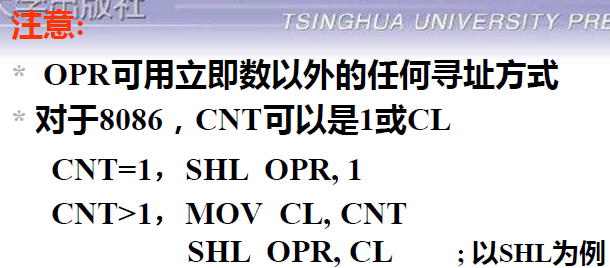 大学出版社
TSINGHUA UNIVERSITY PRE
注意:
* OPR可用立即数以外的任何寻址方式
* 对于8086，CNT可以是1或CL
CNT=1，SHL OPR, 1
CNT>1，MOV CL, CNT
SHL OPR, CL ; 以SHL为例